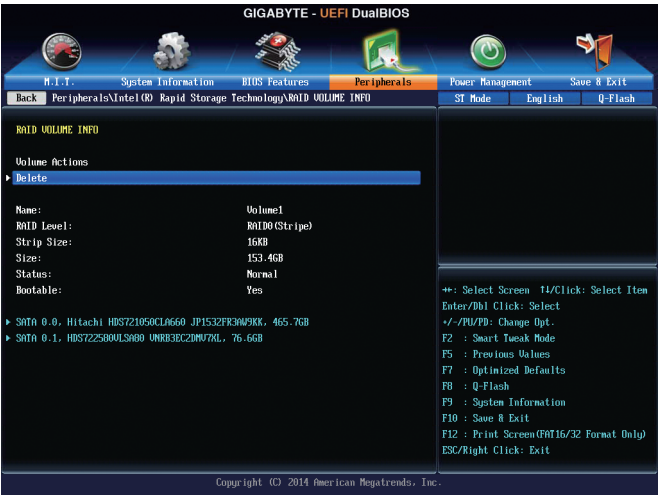 GIGABYTE - UEFI DualBIOS
M.I.T. System Information BIOS Features Peripherals Power Management Save & Exit
Back Peripherals\Intel(R) Rapid Storage Technology\RAID VOLUME INFO ST Mode English Q-Flash
RAID VOLUME INFO
Volume Actions
Delete
Name: Volume1
RAID Level: RAID0(Stripe)
Strip Size: 16KB
Size: 153.4GB
Status: Normal
Bootable: Yes
SATA 0.0, Hitachi HDS721050CLA660 JP1532FR3AW9KK, 465.7GB
SATA 0.1, HDS722580VLSA80 VNRB3EC2DMV7XL, 76.6GB
→←: Select Screen ↑↓/Click: Select Item
Enter/Dbl Click: Select
+/-/PU/PD: Change Opt.
F2 : Smart Tweak Mode
F5 : Previous Values
F7 : Optimized Defaults
F8 : Q-Flash
F9 : System Information
F10 : Save & Exit
F12 : Print Screen(FAT16/32 Format Only)
ESC/Right Click: Exit
Copyright (C) 2014 American Megatrends, Inc.